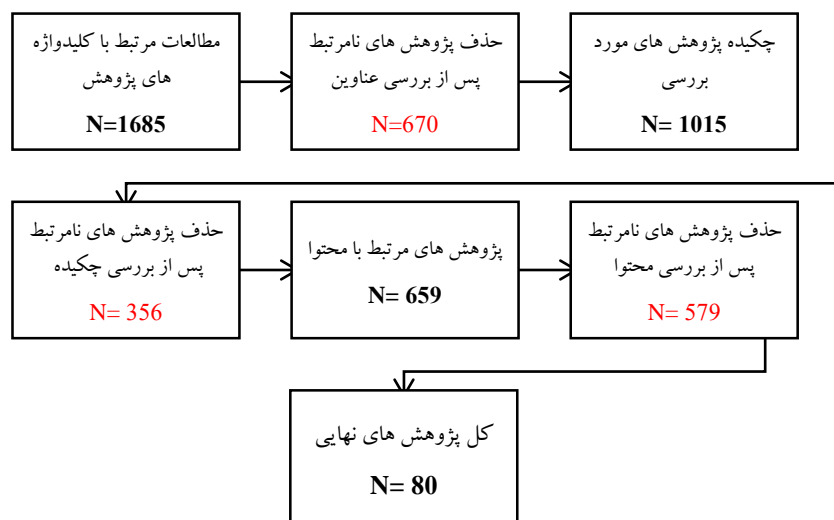 مطالعات مرتبط با کلیدواژه
های پژوهش
N=1685
حذف پژوهش های نامرتبط
پس از بررسی عناوین
N=670
چکیده پژوهش های مورد
بررسی
N= 1015
حذف پژوهش های نامرتبط
پس از بررسی چکیده
N= 356
پژوهش های مرتبط با محتوا
N= 659
حذف پژوهش های نامرتبط
پس از بررسی محتوا
N= 579
کل پژوهش های نهایی
N= 80